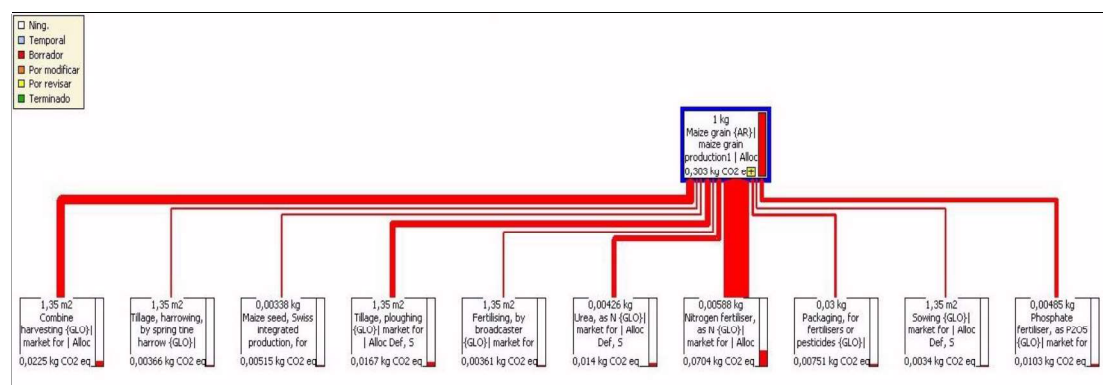 Ning.
Temporal
Borrador
Por modificar
Por revisar
Terminado
1 kg
Maize grain {AR}|
maize grain
production1 | Alloc
0,303 kg CO2 e
1,35 m2
Combine
harvesting {GLO}|
market for | Alloc
0,0225 kg CO2 eq
1,35 m2
Tillage, harrowing,
by spring tine
harrow {GLO}|
0,00366 kg CO2 eq
0,00338 kg
Maize seed, Swiss
integrated
production, for
0,00515 kg CO2 eq
1,35 m2
Tillage, ploughing
{GLO}| market for
| Alloc Def, S
0,0167 kg CO2 eq
1,35 m2
Fertilising, by
broadcaster
{GLO}| market for
0,00361 kg CO2 eq
0,00426 kg
Urea, as N {GLO}|
market for | Alloc
Def, S
0,014 kg CO2 eq
0,00588 kg
Nitrogen fertiliser,
as N {GLO}|
market for | Alloc
0,0704 kg CO2 eq
0,03 kg
Packaging, for
fertilisers or
pesticides {GLO}|
0,00751 kg CO2 eq
1,35 m2
Sowing {GLO}|
market for | Alloc
Def, S
0,0034 kg CO2 eq
0,00485 kg
Phosphate
fertiliser, as P2O5
{GLO}| market for
0,0103 kg CO2 eq